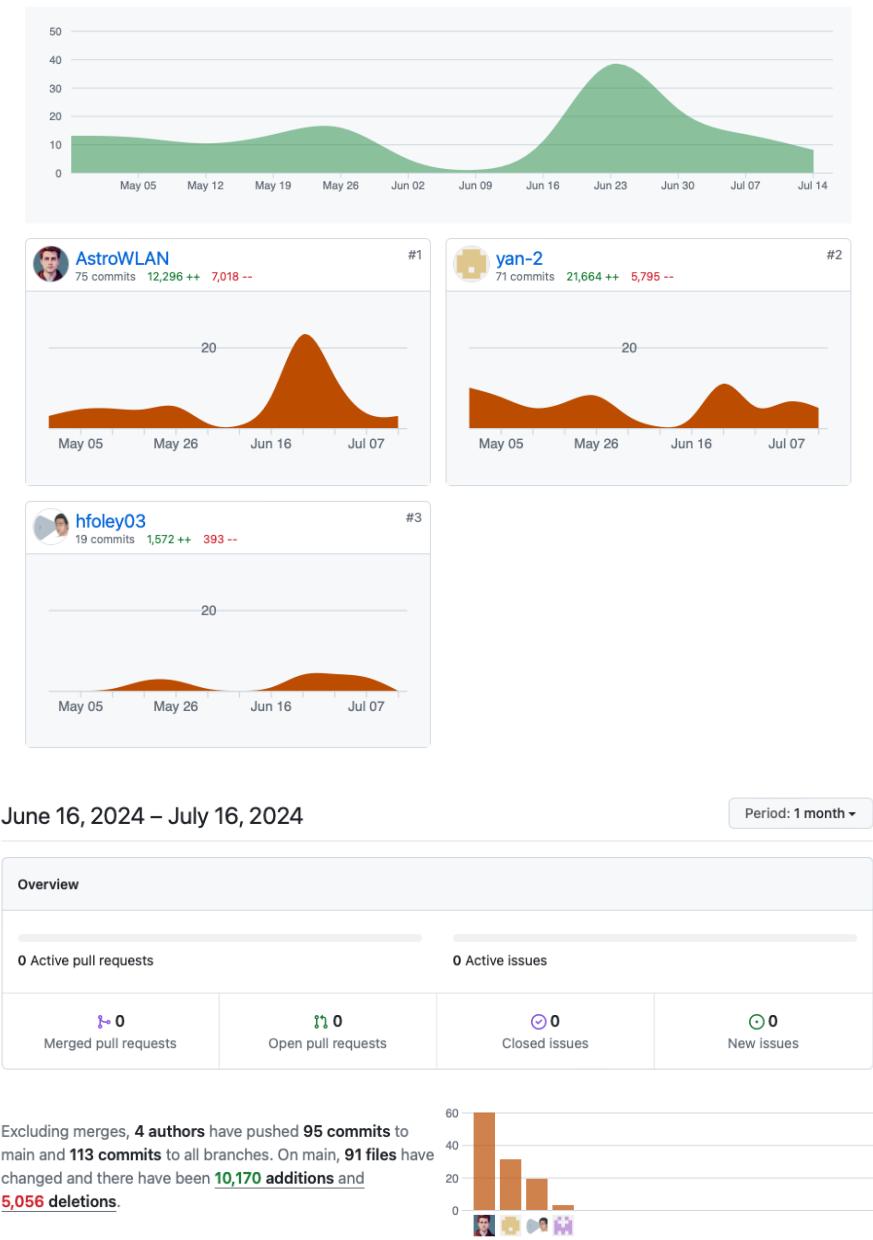 50
40
30
20
10
0
May 05 May 12 May 19 May 26 Jun 02 Jun 09 Jun 16 Jun 23 Jun 30 Jul 07 Jul 14
AstroWLAN #1
75 commits 12,296 ++ 7,018 --
20
May 05 May 26 Jun 16 Jul 07
yan-2 #2
71 commits 21,664 ++ 5,795 --
20
May 05 May 26 Jun 16 Jul 07
hfoley03 #3
19 commits 1,572 ++ 393 --
20
May 05 May 26 Jun 16 Jul 07
June 16, 2024 – July 16, 2024
Period: 1 month
Overview
0 Active pull requests
0 Active issues
0
Merged pull requests
0
Open pull requests
0
Closed issues
0
New issues
Excluding merges, 4 authors have pushed 95 commits to
main and 113 commits to all branches. On main, 91 files have
changed and there have been 10,170 additions and
5,056 deletions.
60
40
20
0